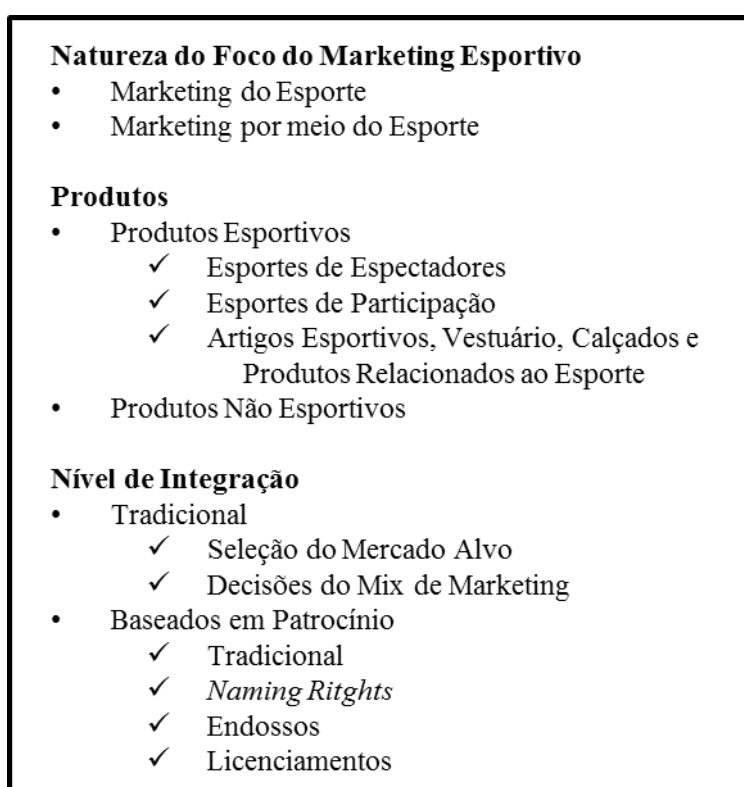 Natureza do Foco do Marketing Esportivo
• Marketing do Esporte
• Marketing por meio do Esporte
Produtos
• Produtos Esportivos
✓ Esportes de Espectadores
✓ Esportes de Participação
✓ Artigos Esportivos, Vestuário, Calçados e
Produtos Relacionados ao Esporte
• Produtos Não Esportivos
Nível de Integração
• Tradicional
✓ Seleção do Mercado Alvo
✓ Decisões do Mix de Marketing
• Baseados em Patrocínio
✓ Tradicional
✓ Naming Ritghts
✓ Endossos
✓ Licenciamentos